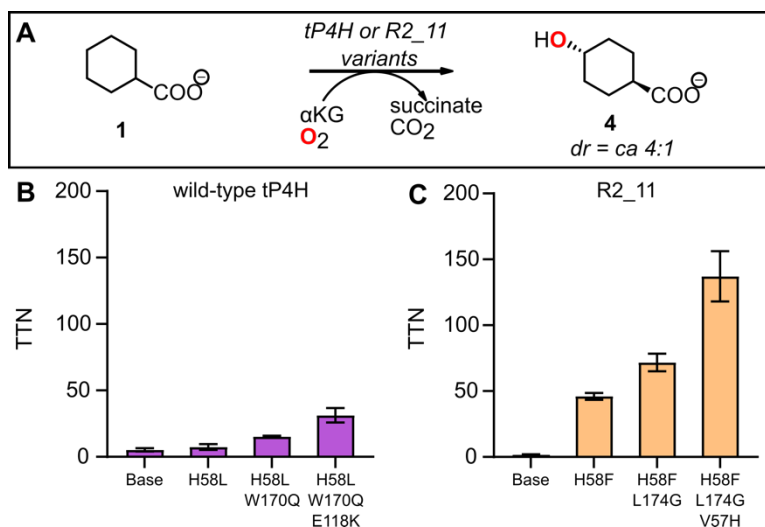 A
tP4H or R2_11
variants
COO⊖
1
αKG
O2
succinate
CO2
HO
COO⊖
4
dr = ca 4:1
B
wild-type tP4H
TTN
200
150
100
50
0
Base
H58L
H58L
W170Q
H58L
W170Q
E118K
C
R2_11
TTN
200
150
100
50
0
Base
H58F
H58F
L174G
H58F
L174G
V57H